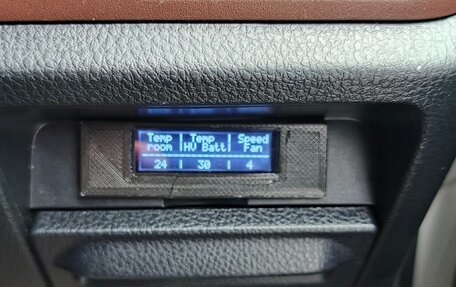 Temp | Temp | Speed
room |HV Batt| Fan
24 | 30 | 4